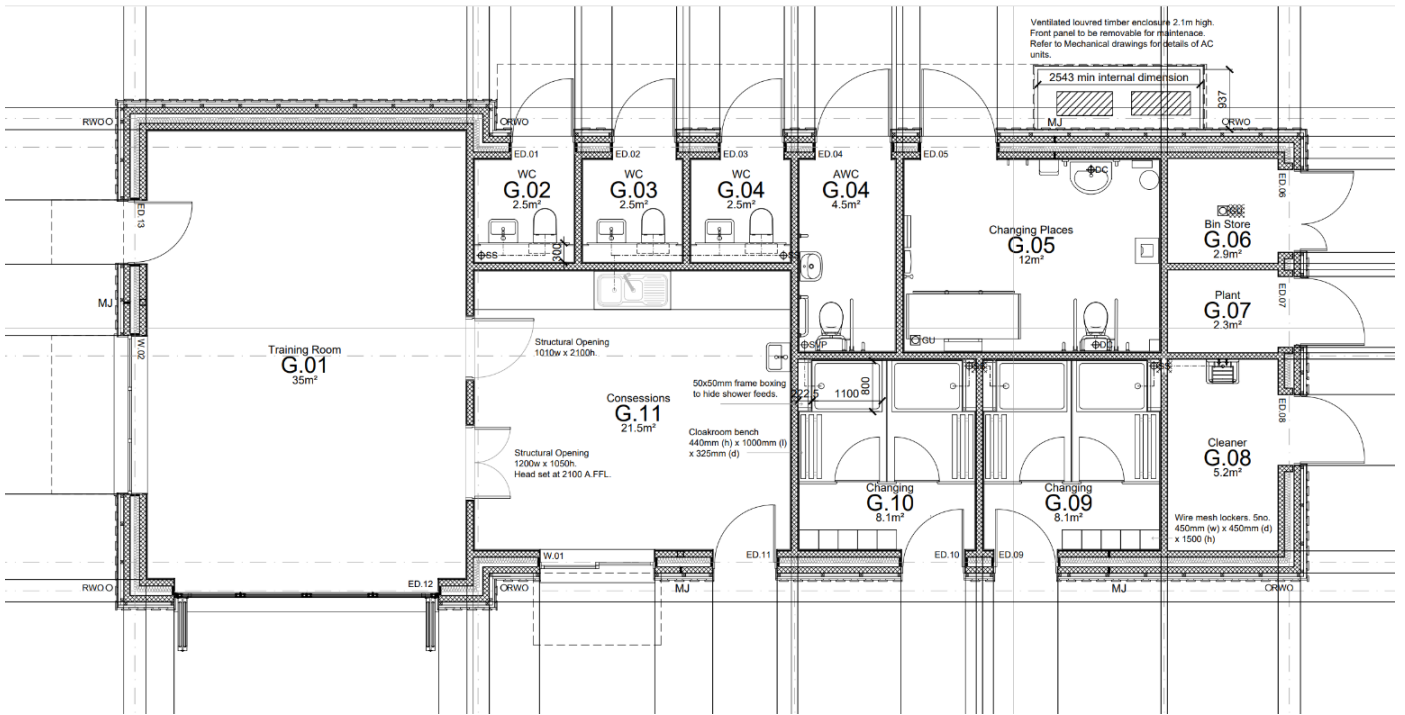 Ventilated louvred timber enclosure 2.1m high.
Front panel to be removable for maintenace.
Refer to Mechanical drawings for details of AC
units.
2543 min internal dimension
937
MJ
RWO
ORWO
ORWO
ED.01
ED.02
ED.03
ED.04
ED.05
WC
G.02
2.5m²
WC
G.03
2.5m²
WC
G.04
2.5m²
AWC
G.04
4.5m²
DC
Changing Places
G.05
12m²
ED.06
Bin Store
G.06
2.9m²
ED.13
SS
300
SS
MJ
W.02
Plant
G.07
2.3m²
ED.07
Training Room
G.01
35m²
Structural Opening
1010w x 2100h.
SVP
GU
DC
50x50mm frame boxing
to hide shower feeds.
222.5
1100
800
Consessions
G.11
21.5m²
Cloakroom bench
440mm (h) x 1000mm (l)
x 325mm (d)
ED.08
Cleaner
G.08
5.2m²
Structural Opening
1200w x 1050h.
Head set at 2100 A.FFL.
Changing
G.10
8.1m²
Changing
G.09
8.1m²
Wire mesh lockers. 5no.
450mm (w) x 450mm (d)
x 1500 (h)
W.01
ED.11
ED.10
ED.09
RWO
ED.12
ORWO
MJ
MJ
ORWO